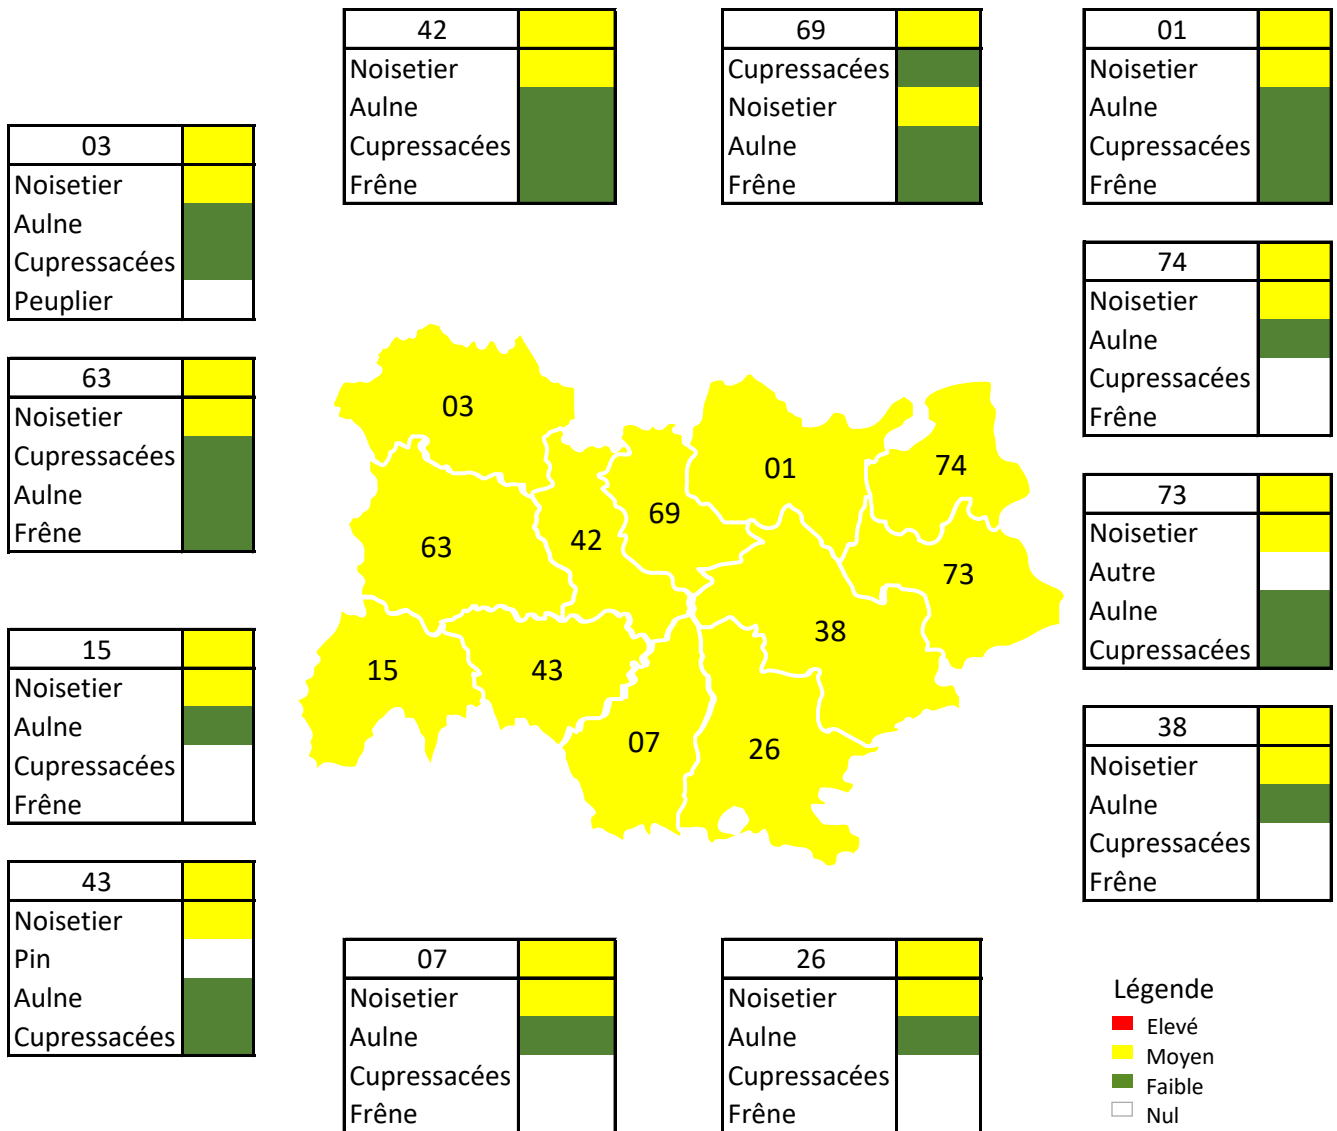 42
Noisetier
Aulne
Cupressacées
Frêne
69
Cupressacées
Noisetier
Aulne
Frêne
01
Noisetier
Aulne
Cupressacées
Frêne
03
Noisetier
Aulne
Cupressacées
Peuplier
74
Noisetier
Aulne
Cupressacées
Frêne
63
Noisetier
Cupressacées
Aulne
Frêne
73
Noisetier
Autre
Aulne
Cupressacées
15
Noisetier
Aulne
Cupressacées
Frêne
38
Noisetier
Aulne
Cupressacées
Frêne
43
Noisetier
Pin
Aulne
Cupressacées
07
Noisetier
Aulne
Cupressacées
Frêne
26
Noisetier
Aulne
Cupressacées
Frêne
03
01
74
69
42
63
73
38
15
43
07
26
Légende
Elevé
Moyen
Faible
Nul